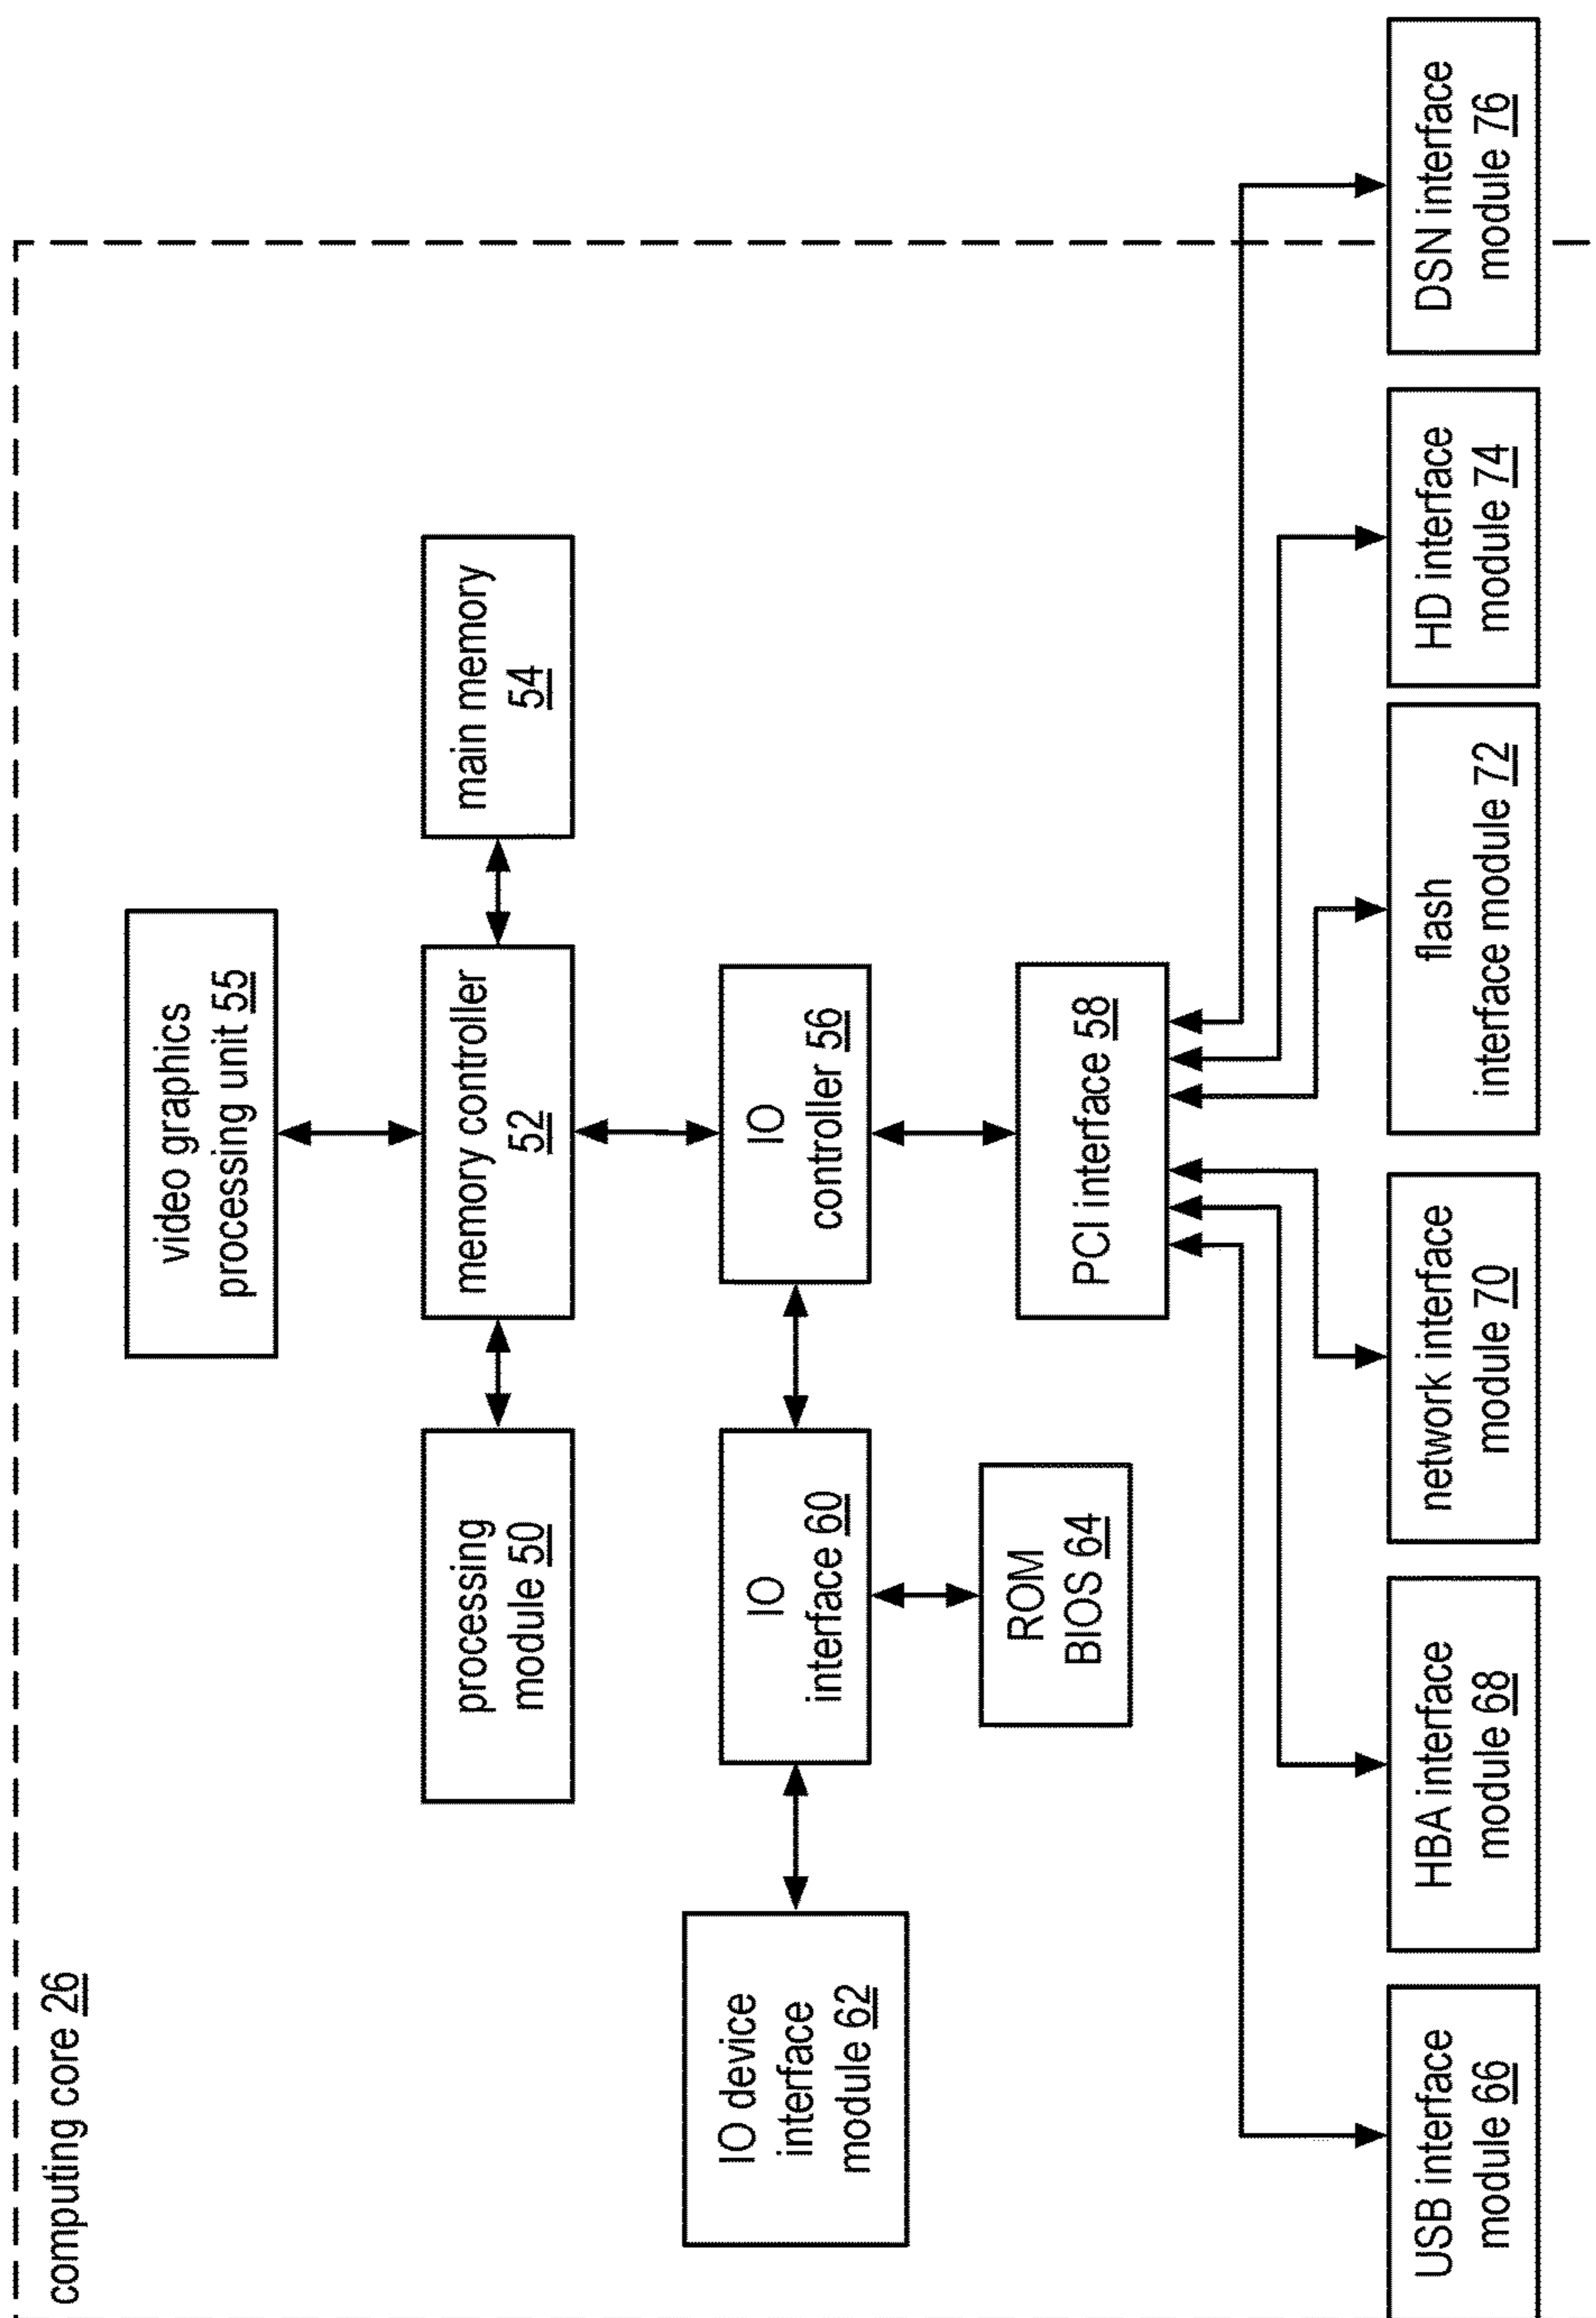 computing core 26
video graphics
processing unit 55
processing
module 50
memory controller
52
main memory
54
IO device
interface
module 62
IO
interface 60
IO
controller 56
ROM
BIOS 64
PCI interface 58
USB interface
module 66
HBA interface
module 68
network interface
module 70
flash
interface module 72
HD interface
module 74
DSN interface
module 76